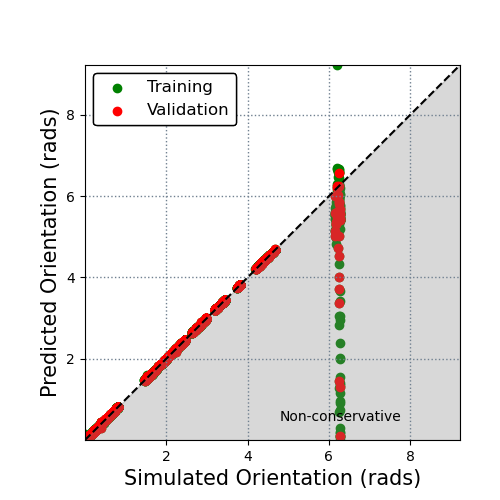 Training
Validation
8
6
4
2
Predicted Orientation (rads)
Non-conservative
2
4
6
8
Simulated Orientation (rads)